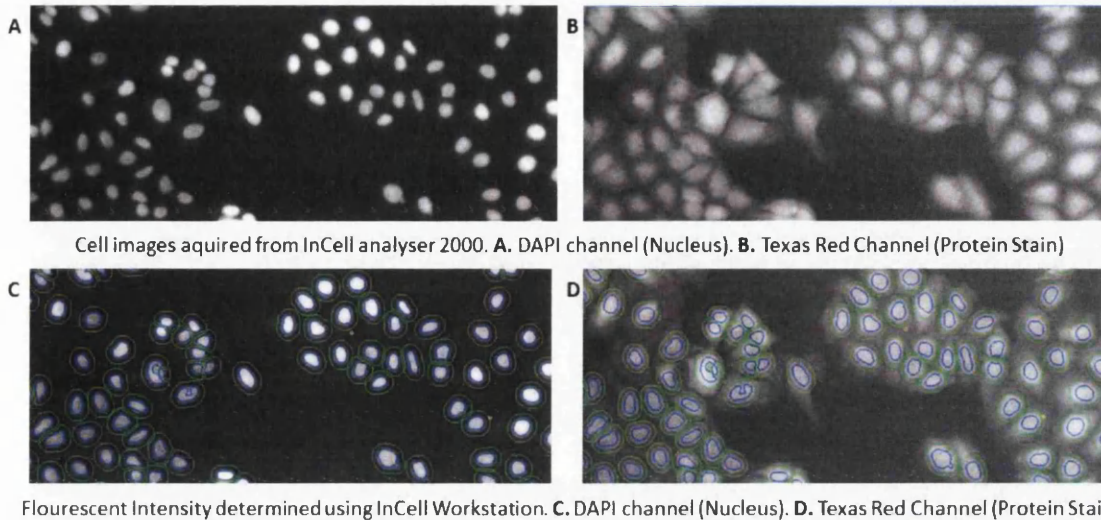 A
B
Cell images aquired from InCell analyser 2000. A. DAPI channel (Nucleus). B. Texas Red Channel (Protein Stain)
C
D
Flourescent Intensity determined using InCell Workstation. C. DAPI channel (Nucleus). D. Texas Red Channel (Protein Stai